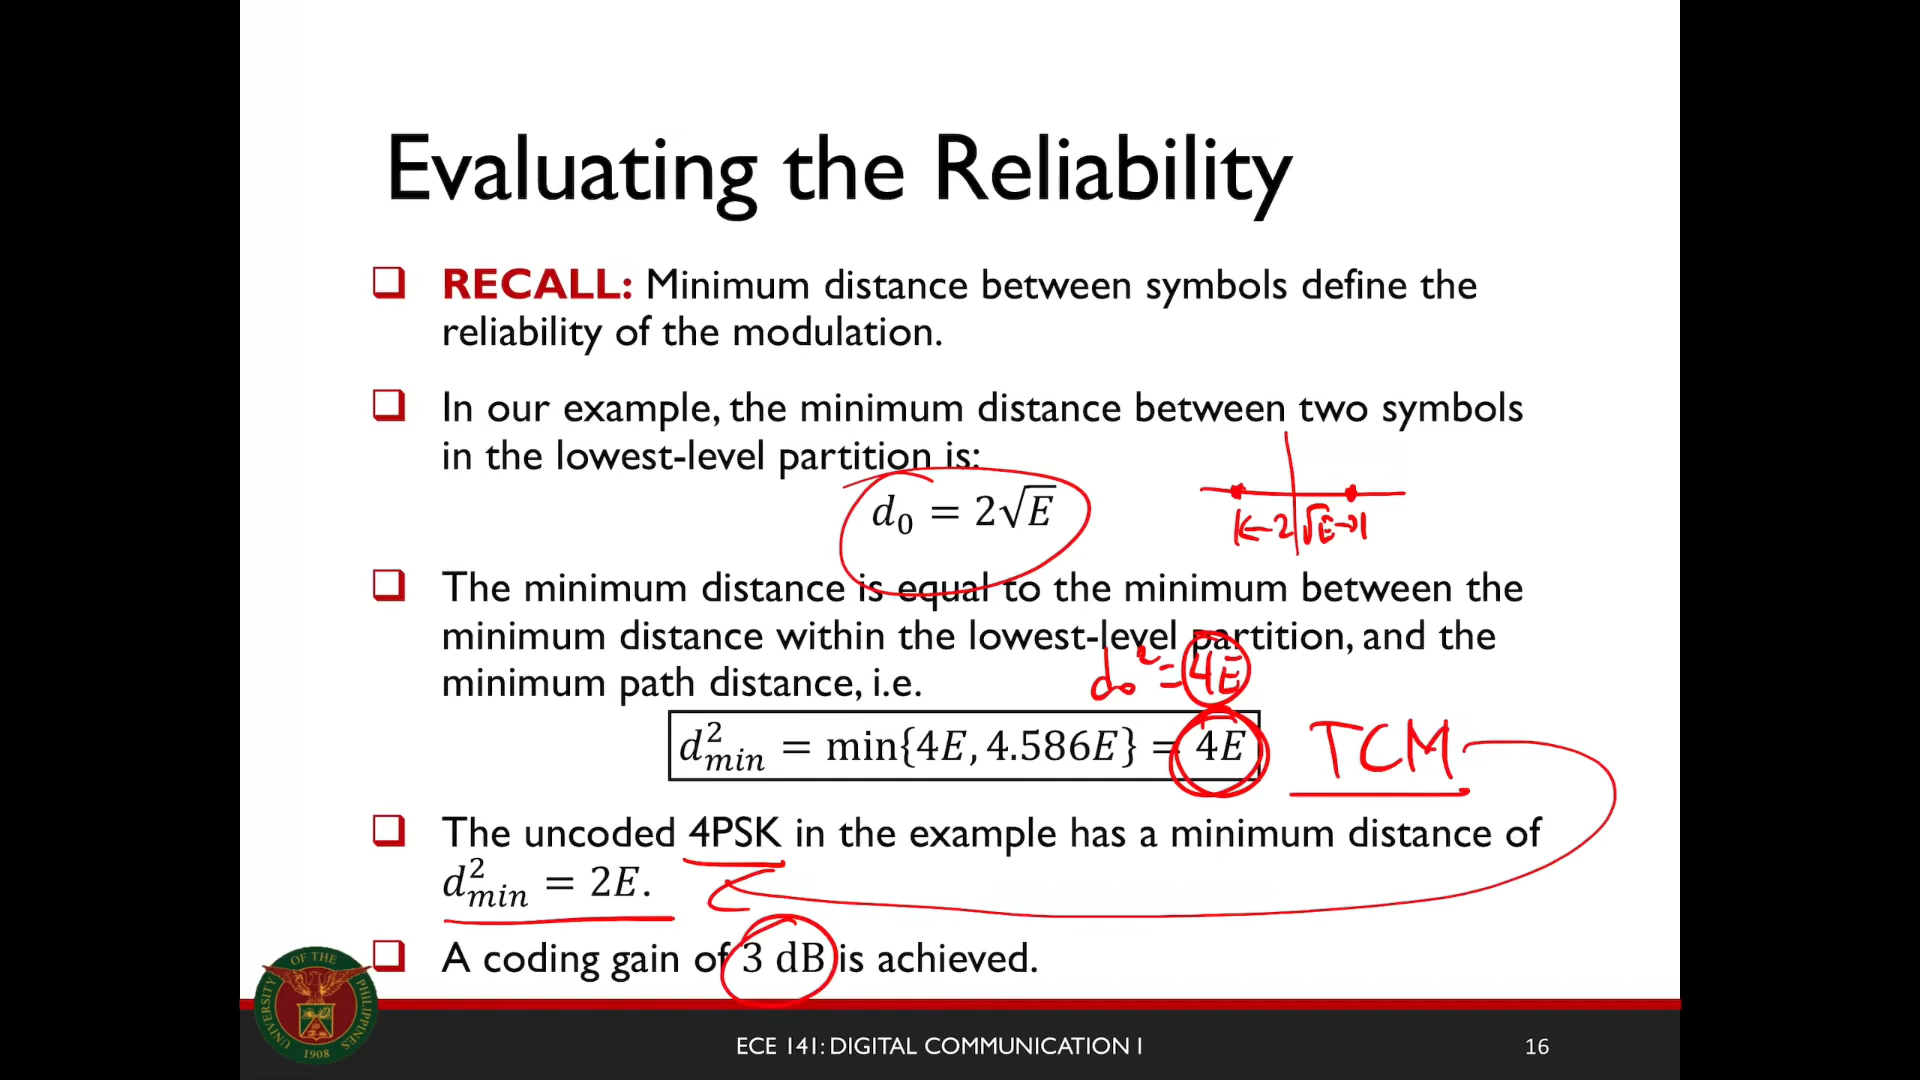 Evaluating the Reliability
RECALL: Minimum distance between symbols define the
reliability of the modulation.
In our example, the minimum distance between two symbols
in the lowest-level partition is:
d₀ = 2√E
|←2√E→|
The minimum distance is equal to the minimum between the
minimum distance within the lowest-level partition, and the
minimum path distance, i.e.
d₀² = 4E
d²min = min{4E, 4.586E} = 4E
TCM
The uncoded 4PSK in the example has a minimum distance of
d²min = 2E.
A coding gain of 3 dB is achieved.
UNIVERSITY OF THE PHILIPPINES
1908
ECE 141: DIGITAL COMMUNICATION I
16